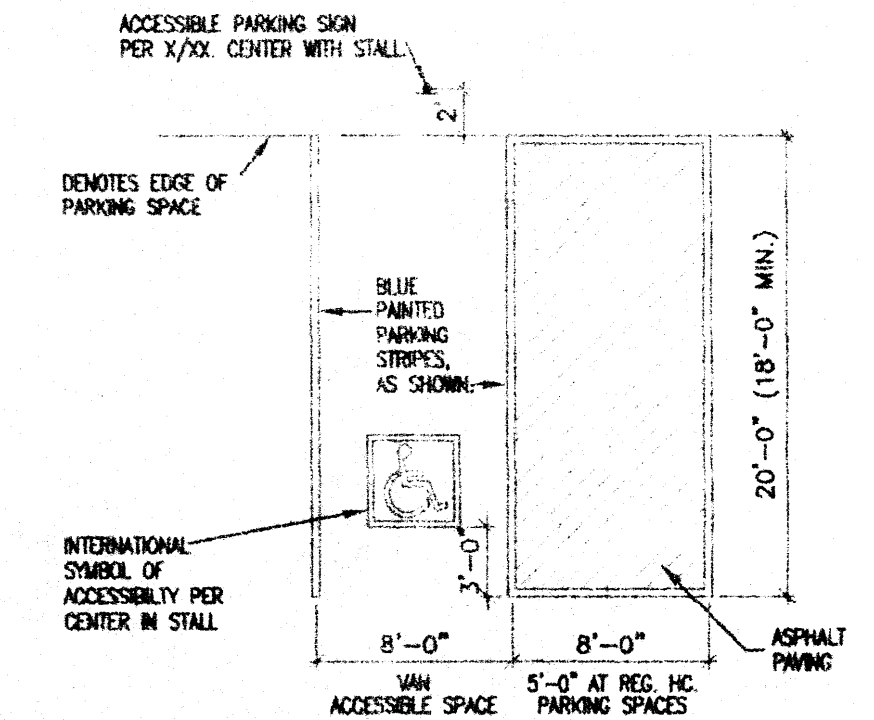 ACCESSIBLE PARKING SIGN
PER X/XX. CENTER WITH STALL.
2'
DENOTES EDGE OF
PARKING SPACE
BLUE
PAINTED
PARKING
STRIPES,
AS SHOWN.
20'-0" (18'-0" MIN.)
INTERNATIONAL
SYMBOL OF
ACCESSIBILTY PER
CENTER IN STALL
3'-0"
8'-0"
8'-0"
VAN
ACCESSIBLE SPACE
5'-0" AT REG. HC.
PARKING SPACES
ASPHALT
PAVING